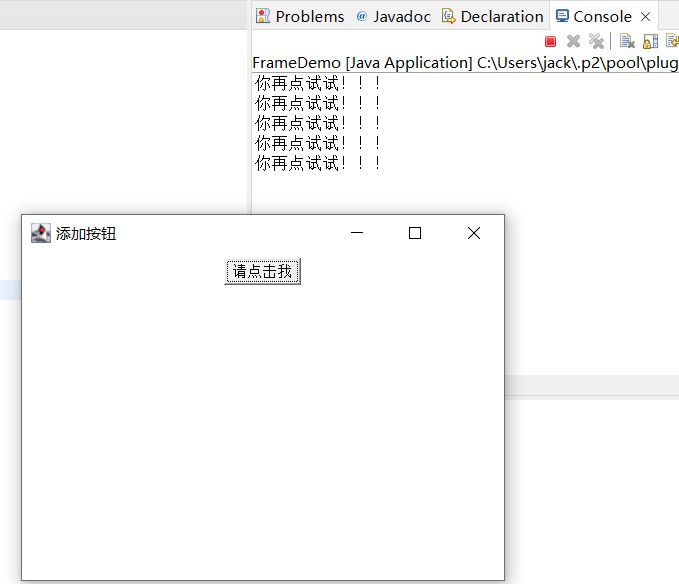 Problems @ Javadoc Declaration Console
FrameDemo [Java Application] C:\Users\jack\.p2\pool\plug
你再点试试！！！
你再点试试！！！
你再点试试！！！
你再点试试！！！
你再点试试！！！
添加按钮
请点击我